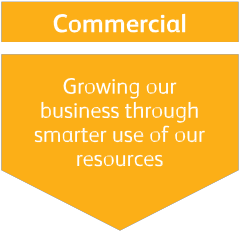 Commercial
Growing our
business through
smarter use of our
resources